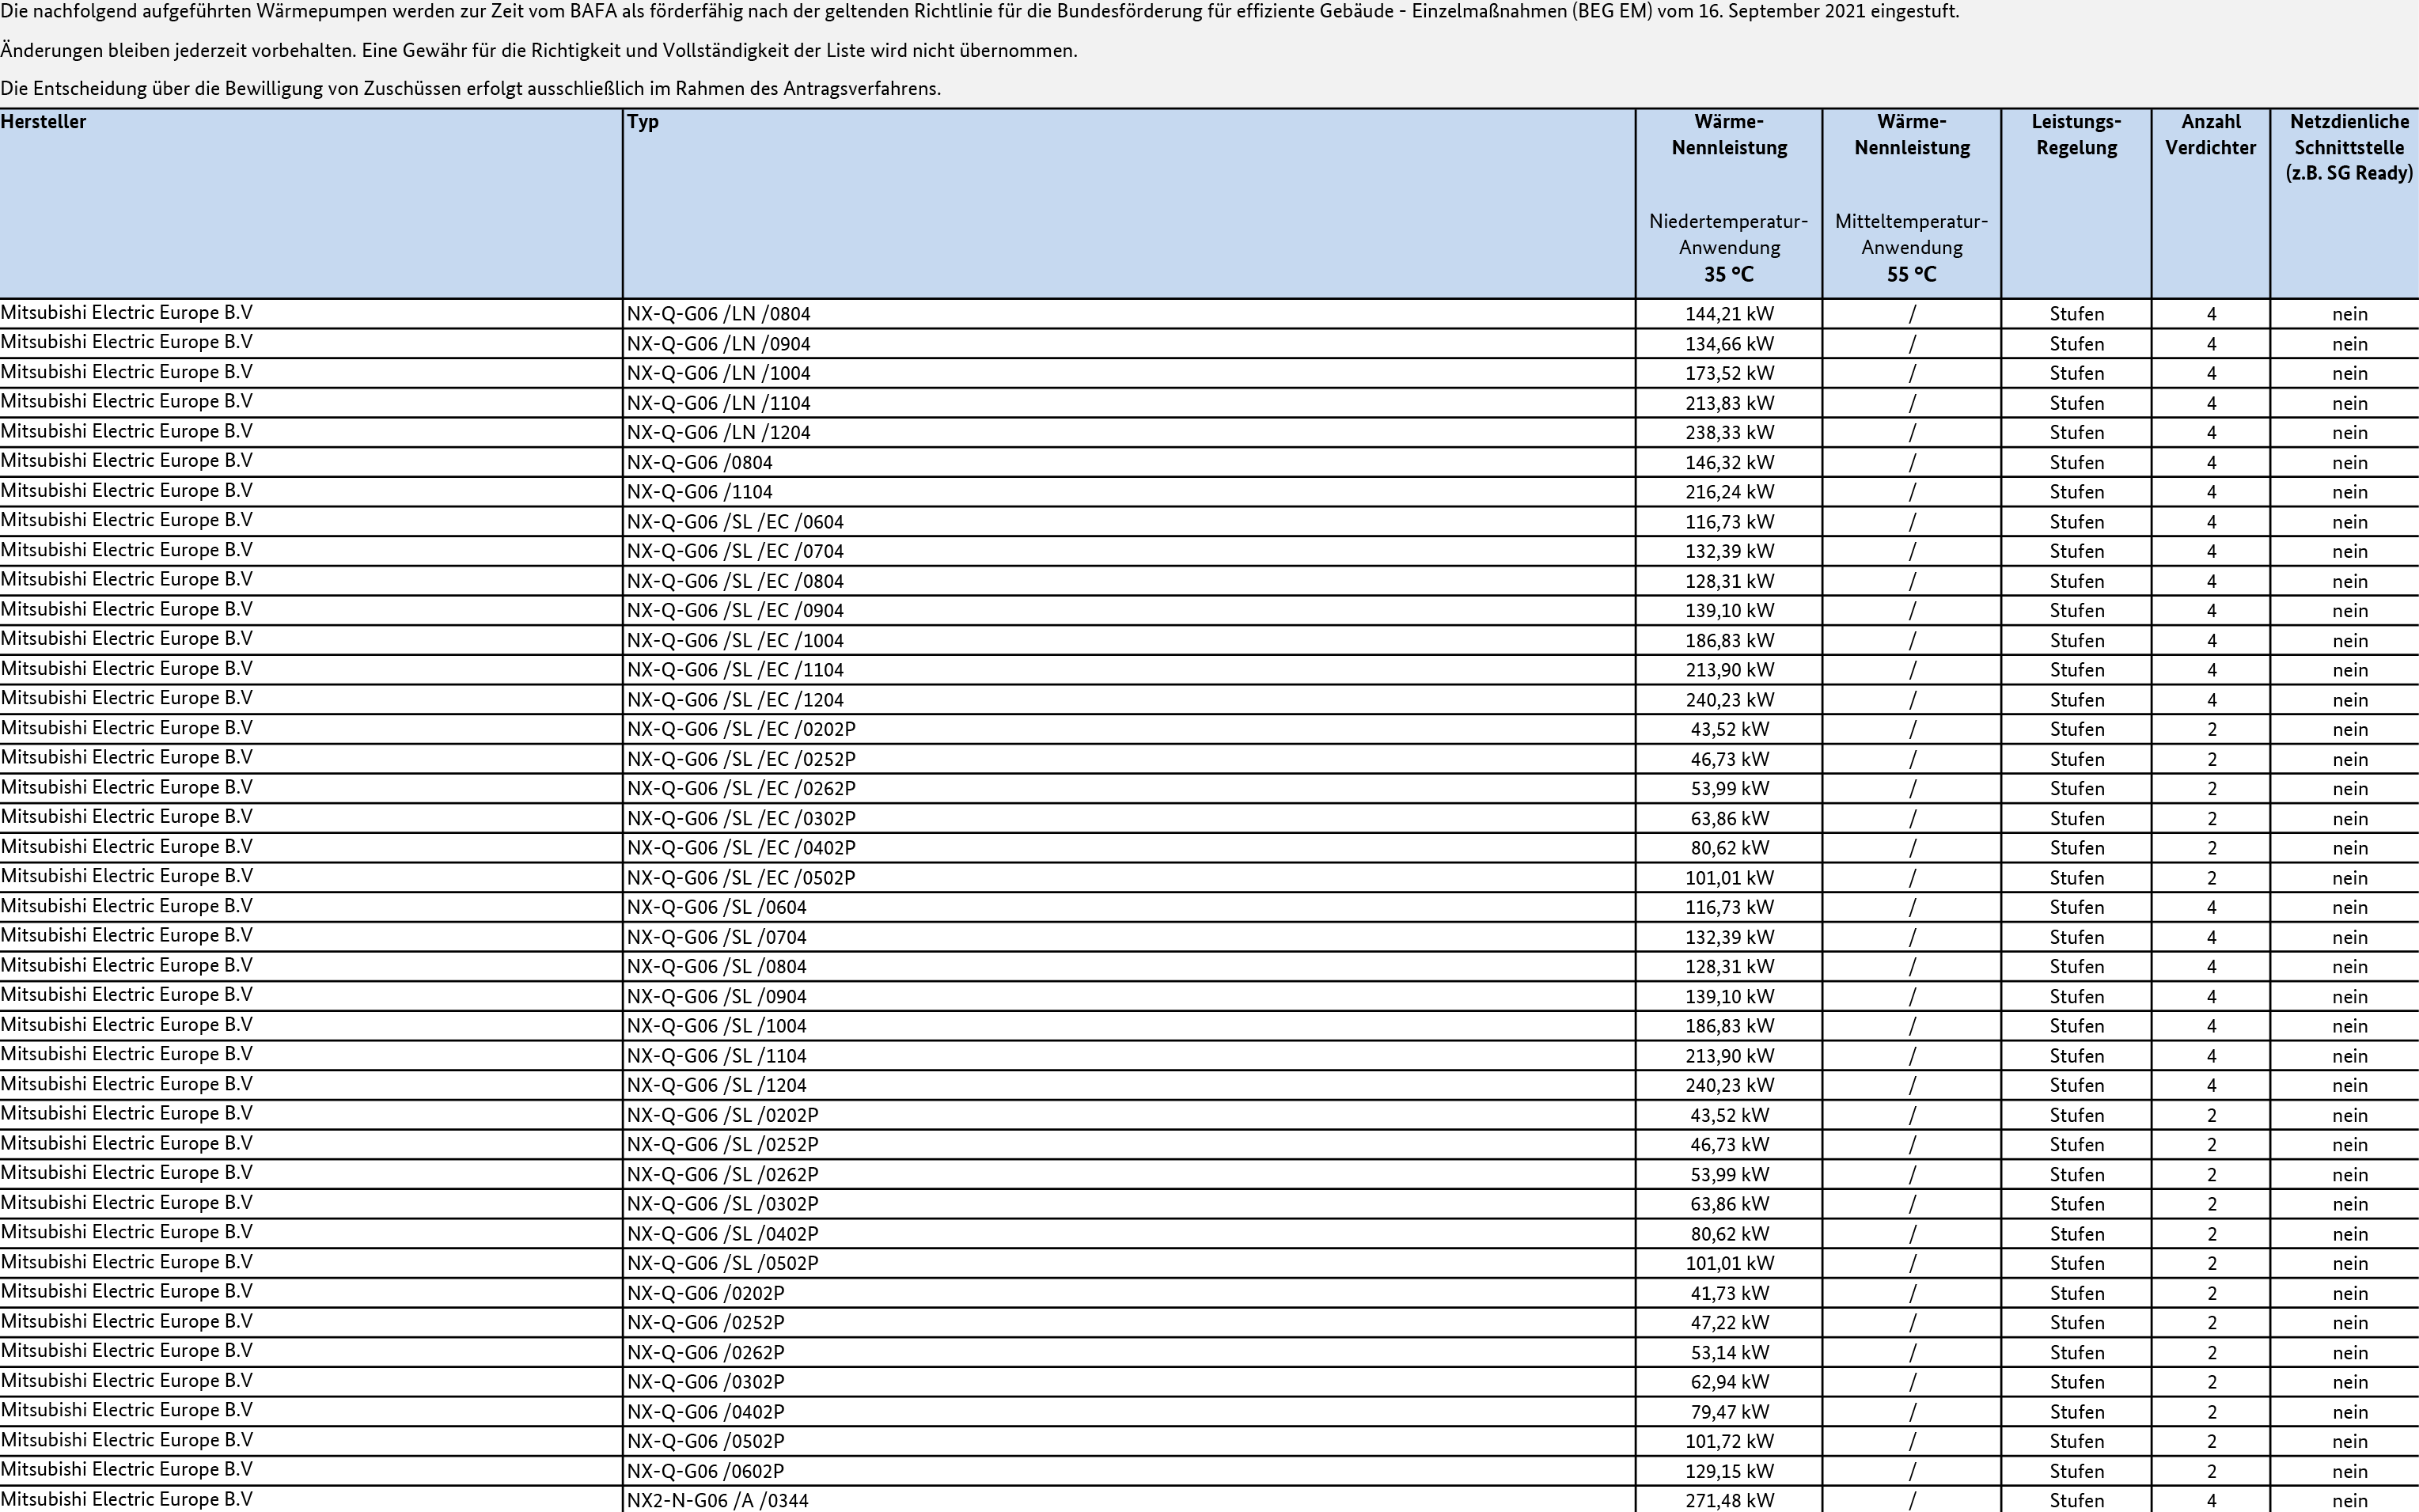 Die nachfolgend aufgeführten Wärmepumpen werden zur Zeit vom BAFA als förderfähig nach der geltenden Richtlinie für die Bundesförderung für effiziente Gebäude - Einzelmaßnahmen (BEG EM) vom 16. September 2021 eingestuft.
Änderungen bleiben jederzeit vorbehalten. Eine Gewähr für die Richtigkeit und Vollständigkeit der Liste wird nicht übernommen.
Die Entscheidung über die Bewilligung von Zuschüssen erfolgt ausschließlich im Rahmen des Antragsverfahrens.
Hersteller Typ Wärme- Wärme- Leistungs- Anzahl Netzdienliche
Nennleistung Nennleistung Regelung Verdichter Schnittstelle
(z.B. SG Ready)
Niedertemperatur- Mitteltemperatur-
Anwendung Anwendung
35 °C 55 °C
Mitsubishi Electric Europe B.V NX-Q-G06 /LN /0804 144,21 kW / Stufen 4 nein
Mitsubishi Electric Europe B.V NX-Q-G06 /LN /0904 134,66 kW / Stufen 4 nein
Mitsubishi Electric Europe B.V NX-Q-G06 /LN /1004 173,52 kW / Stufen 4 nein
Mitsubishi Electric Europe B.V NX-Q-G06 /LN /1104 213,83 kW / Stufen 4 nein
Mitsubishi Electric Europe B.V NX-Q-G06 /LN /1204 238,33 kW / Stufen 4 nein
Mitsubishi Electric Europe B.V NX-Q-G06 /0804 146,32 kW / Stufen 4 nein
Mitsubishi Electric Europe B.V NX-Q-G06 /1104 216,24 kW / Stufen 4 nein
Mitsubishi Electric Europe B.V NX-Q-G06 /SL /EC /0604 116,73 kW / Stufen 4 nein
Mitsubishi Electric Europe B.V NX-Q-G06 /SL /EC /0704 132,39 kW / Stufen 4 nein
Mitsubishi Electric Europe B.V NX-Q-G06 /SL /EC /0804 128,31 kW / Stufen 4 nein
Mitsubishi Electric Europe B.V NX-Q-G06 /SL /EC /0904 139,10 kW / Stufen 4 nein
Mitsubishi Electric Europe B.V NX-Q-G06 /SL /EC /1004 186,83 kW / Stufen 4 nein
Mitsubishi Electric Europe B.V NX-Q-G06 /SL /EC /1104 213,90 kW / Stufen 4 nein
Mitsubishi Electric Europe B.V NX-Q-G06 /SL /EC /1204 240,23 kW / Stufen 4 nein
Mitsubishi Electric Europe B.V NX-Q-G06 /SL /EC /0202P 43,52 kW / Stufen 2 nein
Mitsubishi Electric Europe B.V NX-Q-G06 /SL /EC /0252P 46,73 kW / Stufen 2 nein
Mitsubishi Electric Europe B.V NX-Q-G06 /SL /EC /0262P 53,99 kW / Stufen 2 nein
Mitsubishi Electric Europe B.V NX-Q-G06 /SL /EC /0302P 63,86 kW / Stufen 2 nein
Mitsubishi Electric Europe B.V NX-Q-G06 /SL /EC /0402P 80,62 kW / Stufen 2 nein
Mitsubishi Electric Europe B.V NX-Q-G06 /SL /EC /0502P 101,01 kW / Stufen 2 nein
Mitsubishi Electric Europe B.V NX-Q-G06 /SL /0604 116,73 kW / Stufen 4 nein
Mitsubishi Electric Europe B.V NX-Q-G06 /SL /0704 132,39 kW / Stufen 4 nein
Mitsubishi Electric Europe B.V NX-Q-G06 /SL /0804 128,31 kW / Stufen 4 nein
Mitsubishi Electric Europe B.V NX-Q-G06 /SL /0904 139,10 kW / Stufen 4 nein
Mitsubishi Electric Europe B.V NX-Q-G06 /SL /1004 186,83 kW / Stufen 4 nein
Mitsubishi Electric Europe B.V NX-Q-G06 /SL /1104 213,90 kW / Stufen 4 nein
Mitsubishi Electric Europe B.V NX-Q-G06 /SL /1204 240,23 kW / Stufen 4 nein
Mitsubishi Electric Europe B.V NX-Q-G06 /SL /0202P 43,52 kW / Stufen 2 nein
Mitsubishi Electric Europe B.V NX-Q-G06 /SL /0252P 46,73 kW / Stufen 2 nein
Mitsubishi Electric Europe B.V NX-Q-G06 /SL /0262P 53,99 kW / Stufen 2 nein
Mitsubishi Electric Europe B.V NX-Q-G06 /SL /0302P 63,86 kW / Stufen 2 nein
Mitsubishi Electric Europe B.V NX-Q-G06 /SL /0402P 80,62 kW / Stufen 2 nein
Mitsubishi Electric Europe B.V NX-Q-G06 /SL /0502P 101,01 kW / Stufen 2 nein
Mitsubishi Electric Europe B.V NX-Q-G06 /0202P 41,73 kW / Stufen 2 nein
Mitsubishi Electric Europe B.V NX-Q-G06 /0252P 47,22 kW / Stufen 2 nein
Mitsubishi Electric Europe B.V NX-Q-G06 /0262P 53,14 kW / Stufen 2 nein
Mitsubishi Electric Europe B.V NX-Q-G06 /0302P 62,94 kW / Stufen 2 nein
Mitsubishi Electric Europe B.V NX-Q-G06 /0402P 79,47 kW / Stufen 2 nein
Mitsubishi Electric Europe B.V NX-Q-G06 /0502P 101,72 kW / Stufen 2 nein
Mitsubishi Electric Europe B.V NX-Q-G06 /0602P 129,15 kW / Stufen 2 nein
Mitsubishi Electric Europe B.V NX2-N-G06 /A /0344 271,48 kW / Stufen 4 nein